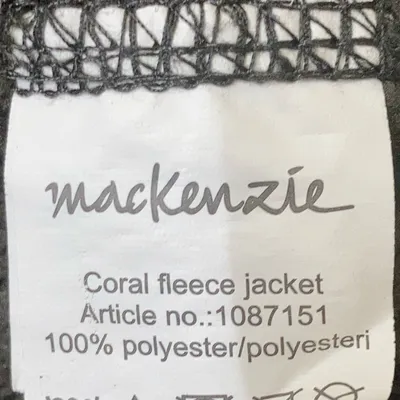 mackenzie
Coral fleece jacket
Article no.:1087151
100% polyester/polyesteri